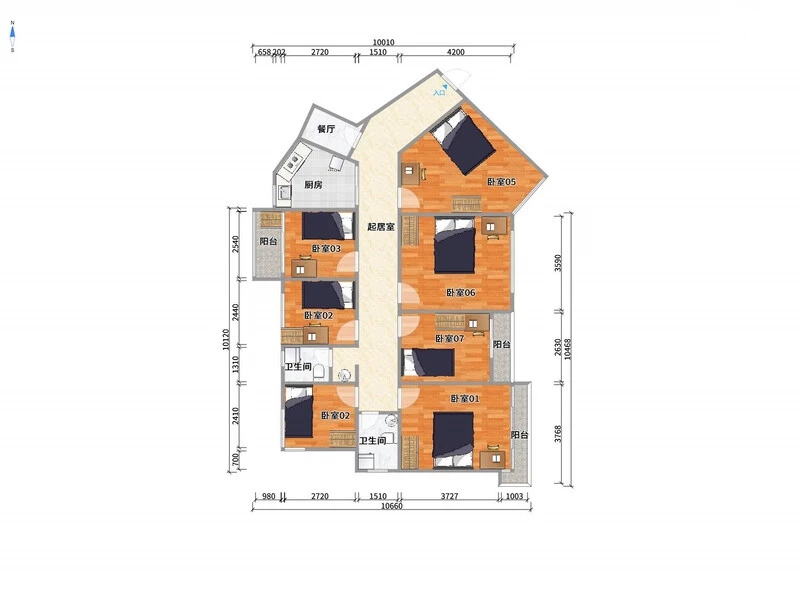 N
S
10010
658 202 2720 1510 4200
入口
餐厅
厨房
卧室05
起居室
阳台
卧室03
卧室06
卧室02
卧室07
阳台
卫生间
卧室01
卧室02
阳台
卫生间
2540
2440
1310
2410
700
10120
3590
2630
3768
10468
980 2720 1510 3727 1003
10660